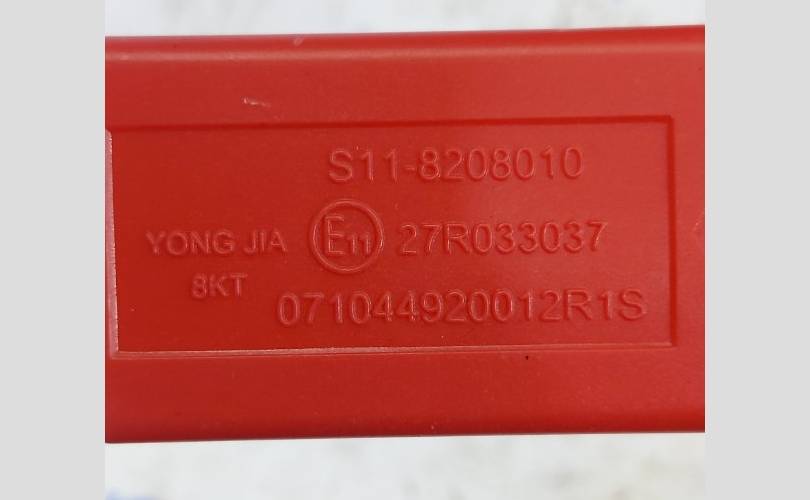 S11-8208010
YONG JIA E11 27R033037
8KT
071044920012R1S